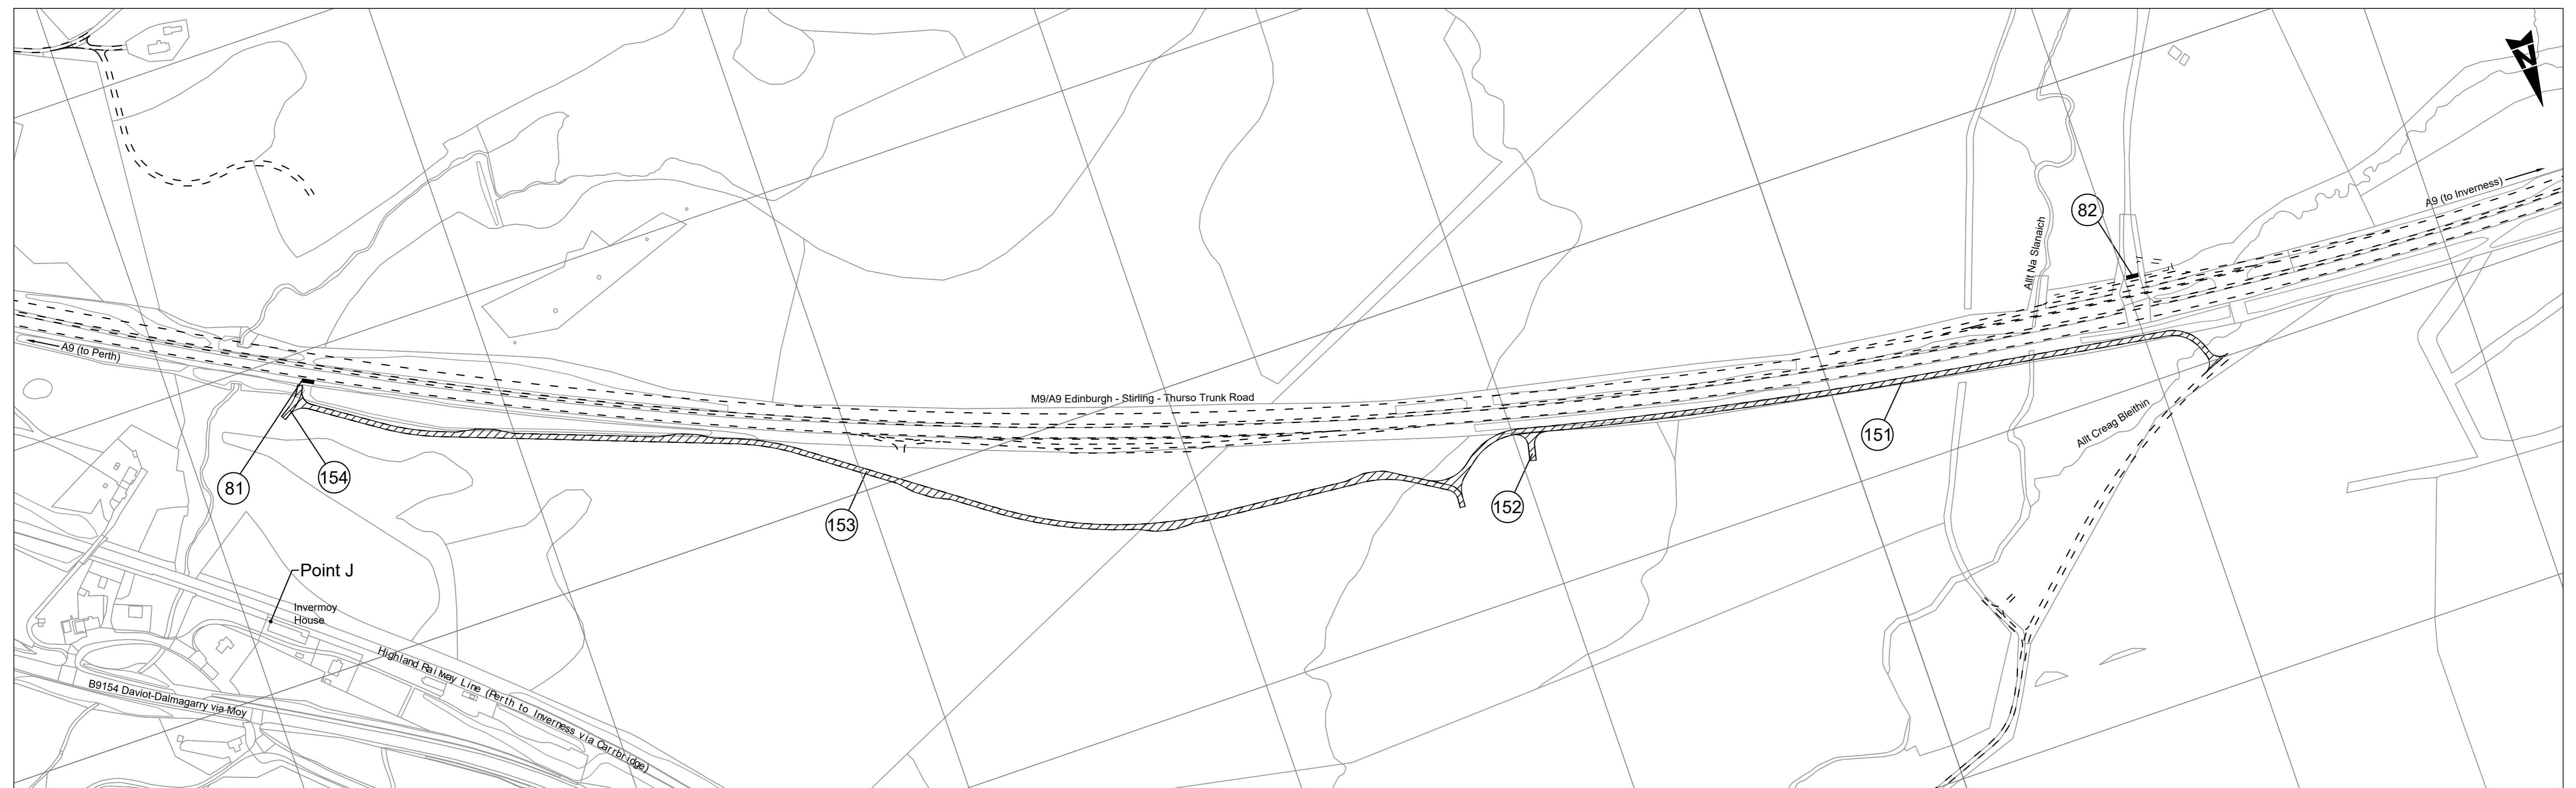 N
82
A9 (to Inverness)
Allt Na Slanaich
A9 (to Perth)
M9/A9 Edinburgh - Stirling - Thurso Trunk Road
Allt Creag Bleithin
151
154
81
152
153
Point J
Invermoy
House
Highland Railway Line (Perth to Inverness via Carrbridge)
B9154 Daviot-Dalmagarry via Moy